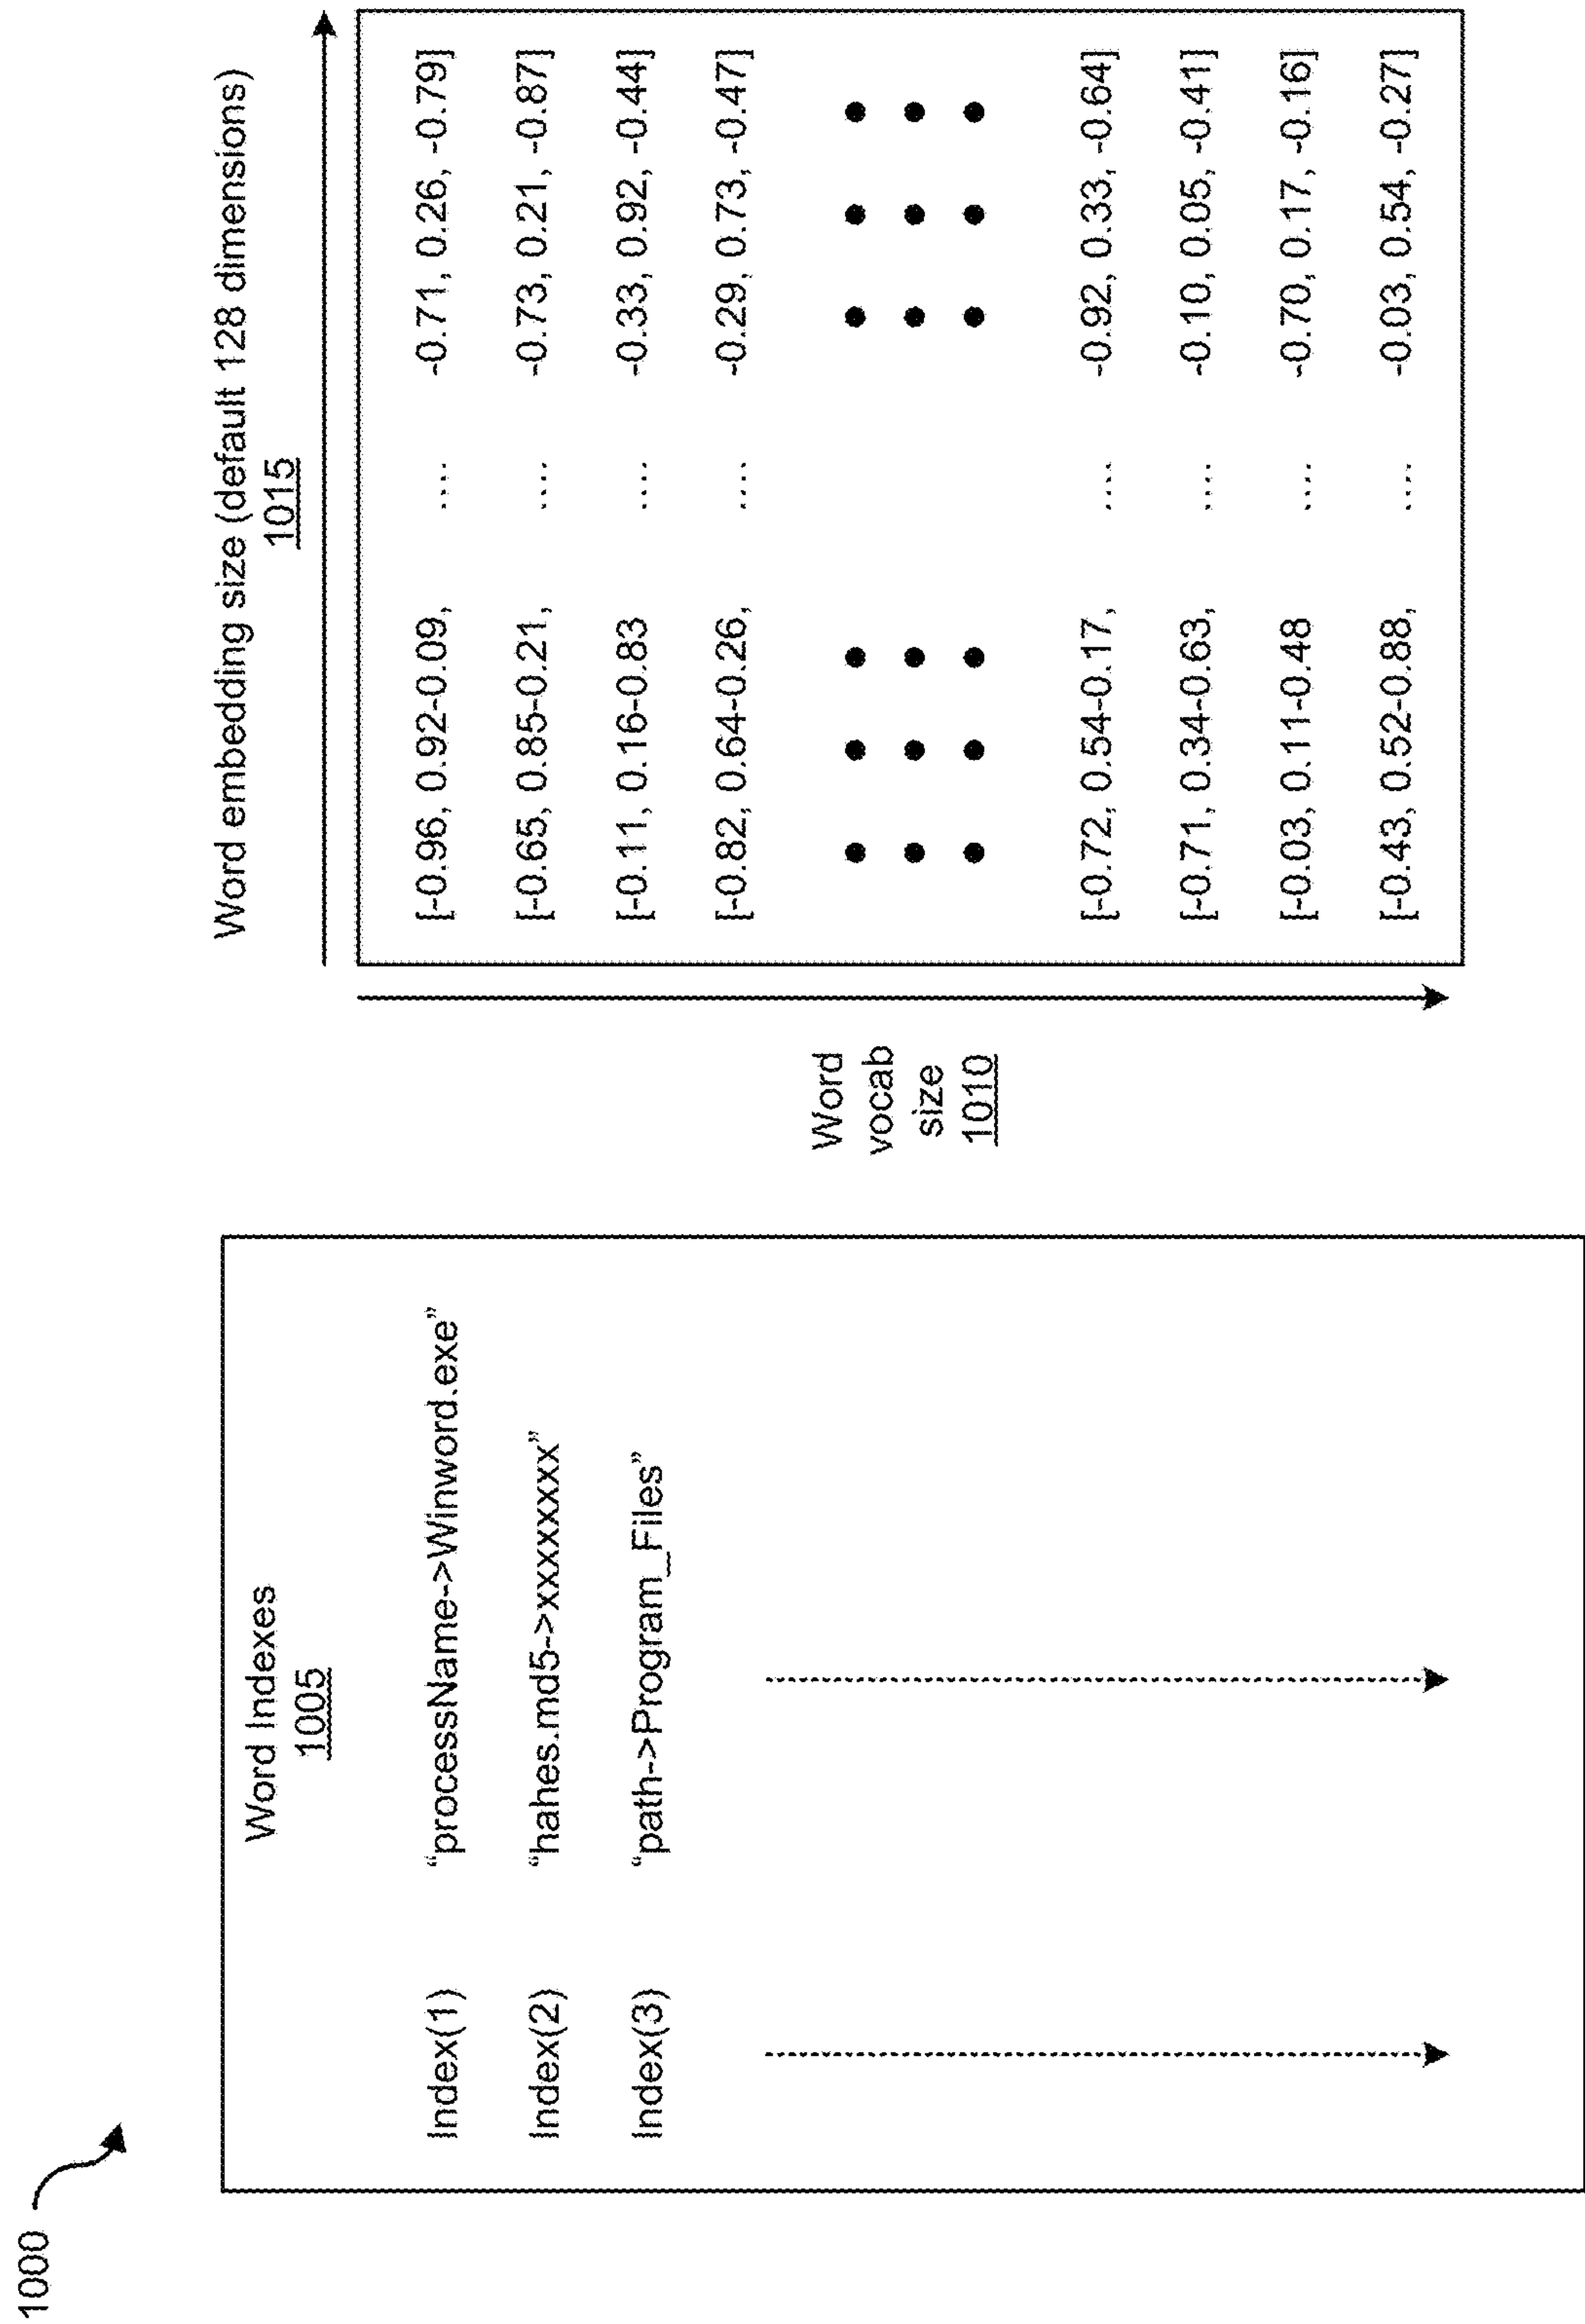 1000
Word Indexes
1005
Index(1) “processName->Winword.exe”
Index(2) “hahes.md5->xxxxxxxx”
Index(3) “path->Program_Files”
Word embedding size (default 128 dimensions)
1015
Word
vocab
size
1010
[-0.96, 0.92-0.09, .... -0.71, 0.26, -0.79]
[-0.65, 0.85-0.21, .... -0.73, 0.21, -0.87]
[-0.11, 0.16-0.83 .... -0.33, 0.92, -0.44]
[-0.82, 0.64-0.26, .... -0.29, 0.73, -0.47]
[-0.72, 0.54-0.17, .... -0.92, 0.33, -0.64]
[-0.71, 0.34-0.63, .... -0.10, 0.05, -0.41]
[-0.03, 0.11-0.48 .... -0.70, 0.17, -0.16]
[-0.43, 0.52-0.88, .... -0.03, 0.54, -0.27]